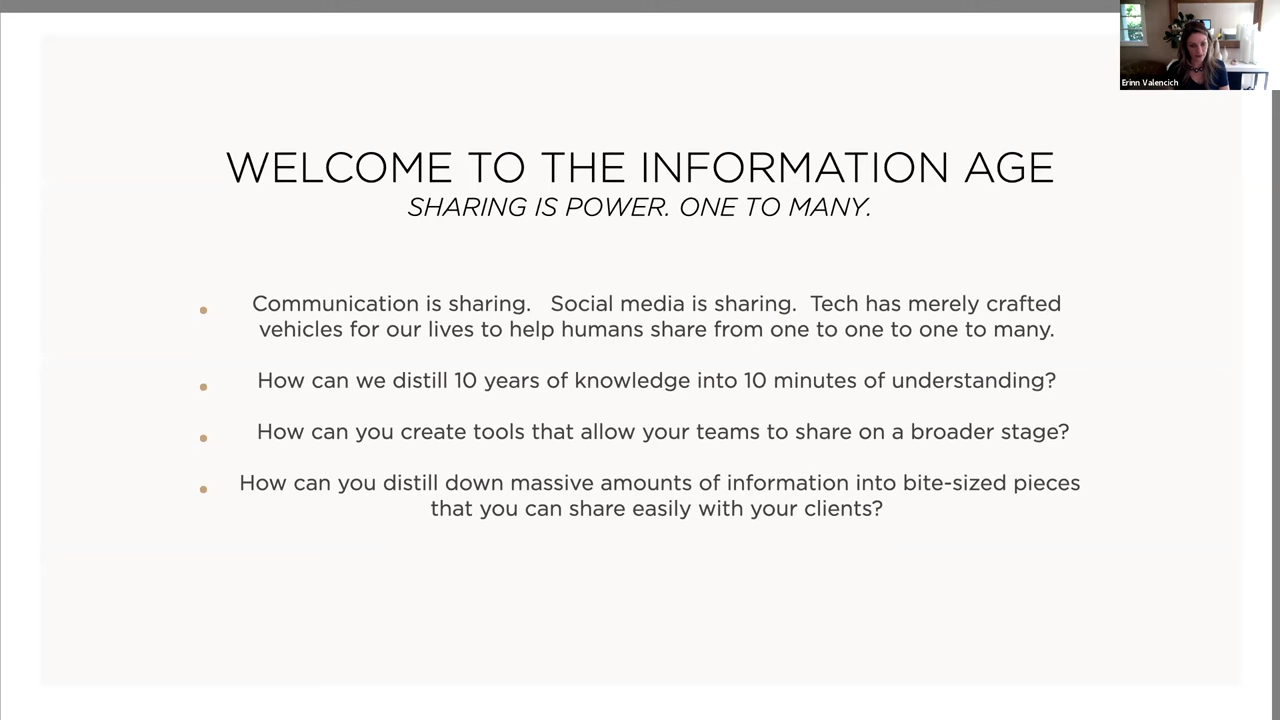 Erinn Valencich
WELCOME TO THE INFORMATION AGE
SHARING IS POWER. ONE TO MANY.
Communication is sharing.   Social media is sharing.  Tech has merely crafted
vehicles for our lives to help humans share from one to one to one to many.
How can we distill 10 years of knowledge into 10 minutes of understanding?
How can you create tools that allow your teams to share on a broader stage?
How can you distill down massive amounts of information into bite-sized pieces
that you can share easily with your clients?